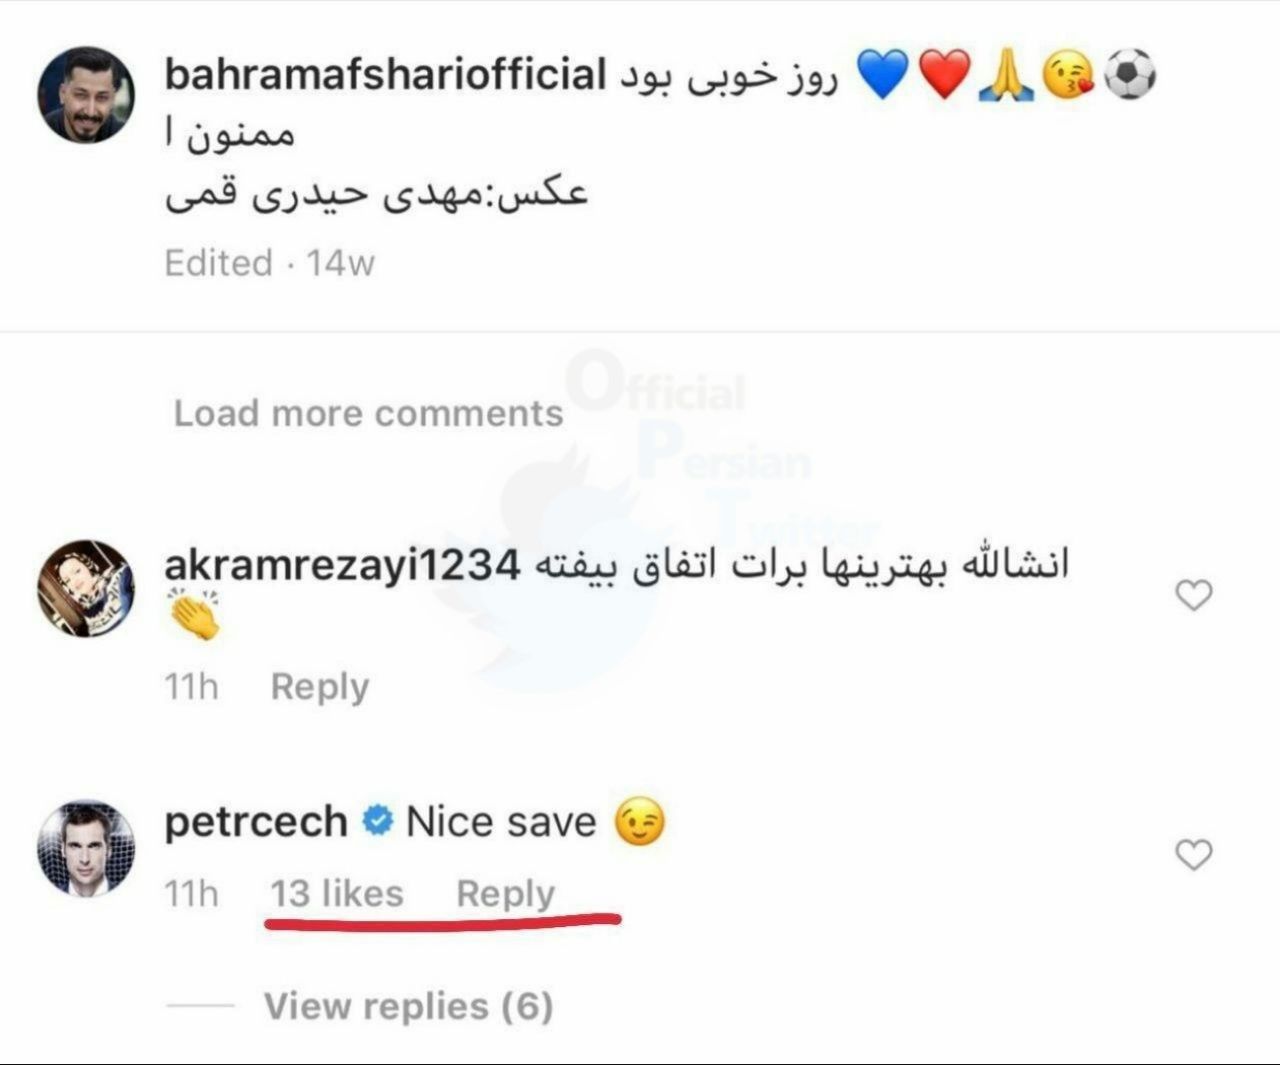 bahramafshariofficial روز خوبی بود 💙❤️🙏😘⚽
ممنون ا
عکس:مهدی حیدری قمی
Edited · 14w
Load more comments
Official
Persian
Twitter
akramrezayi1234 انشالله بهترینها برات اتفاق بیفته
👏
11h Reply
petrcech Nice save 😉
11h 13 likes Reply
View replies (6)